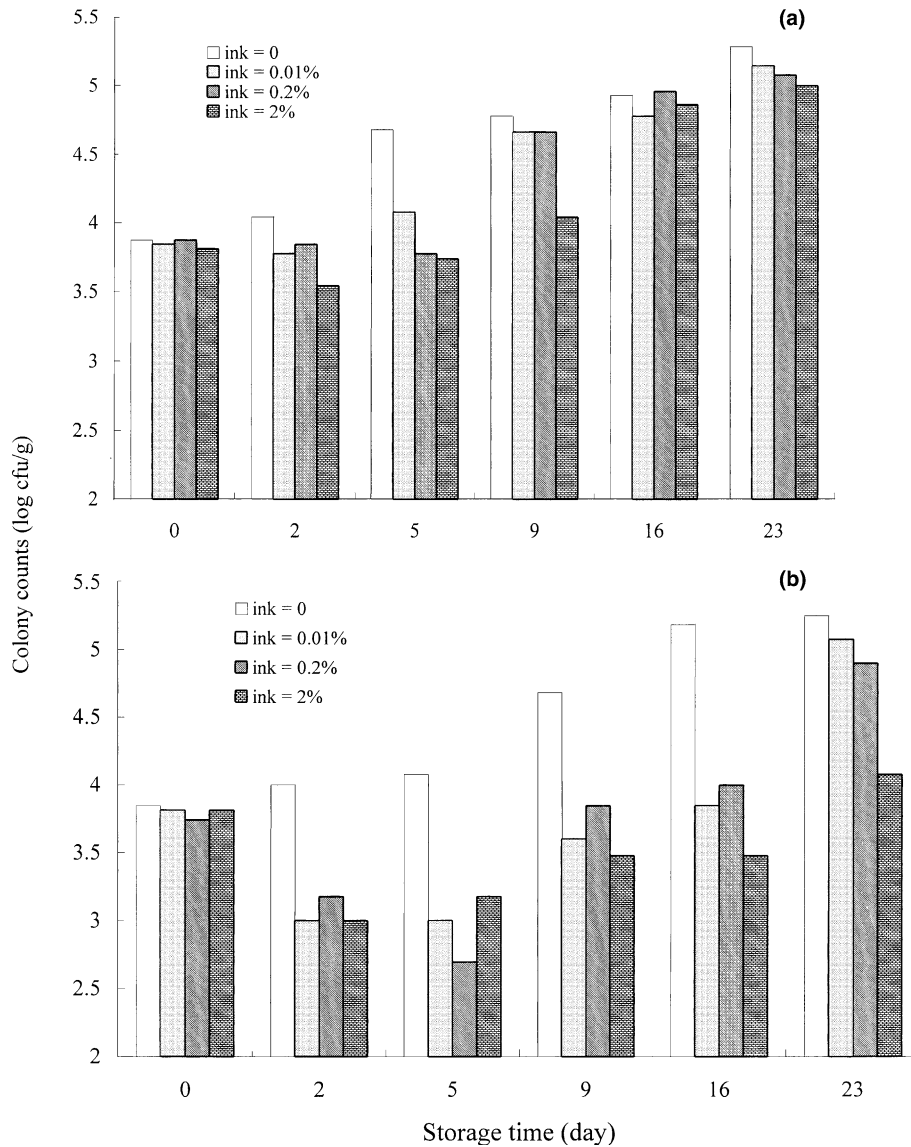 (a)
5.5
5
4.5
4
3.5
3
2.5
2
ink = 0
ink = 0.01%
ink = 0.2%
ink = 2%
0 2 5 9 16 23
Colony counts (log cfu/g)
(b)
5.5
5
4.5
4
3.5
3
2.5
2
ink = 0
ink = 0.01%
ink = 0.2%
ink = 2%
0 2 5 9 16 23
Storage time (day)